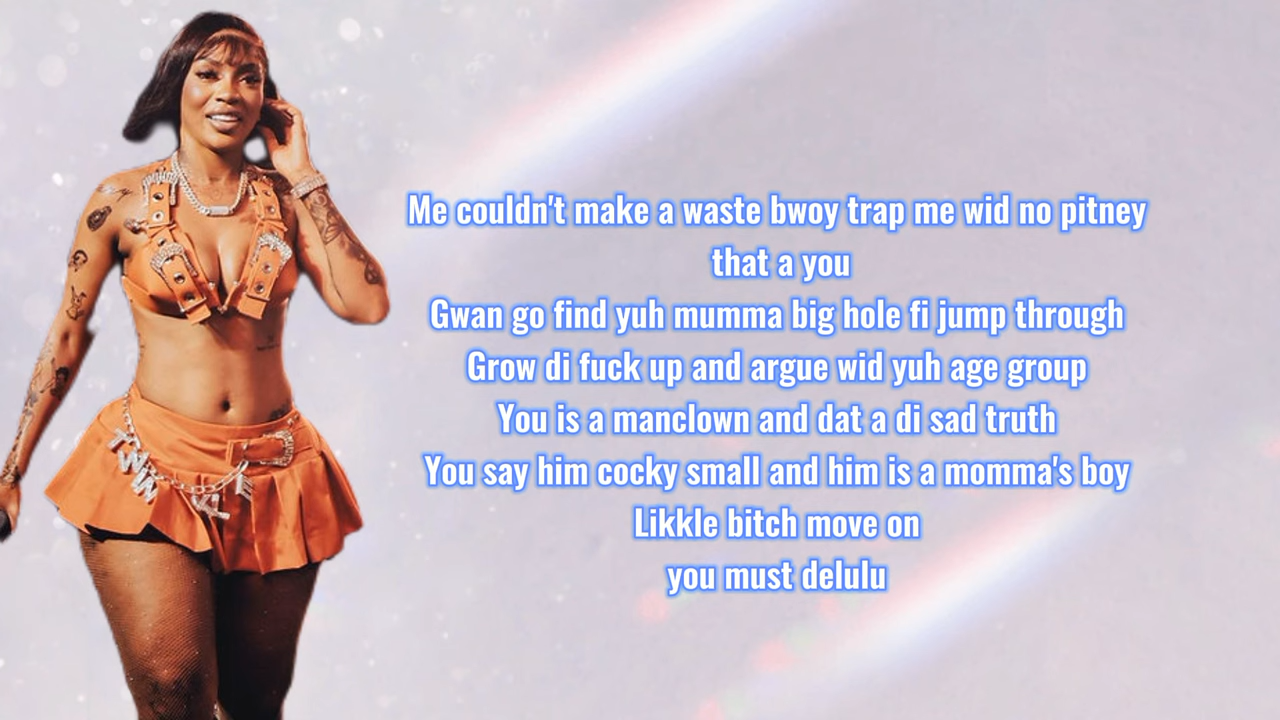 Me couldn't make a waste bwoy trap me wid no pitney
that a you
Gwan go find yuh mumma big hole fi jump through
Grow di fuck up and argue wid yuh age group
You is a manclown and dat a di sad truth
You say him cocky small and him is a momma's boy
Likkle bitch move on
you must delulu